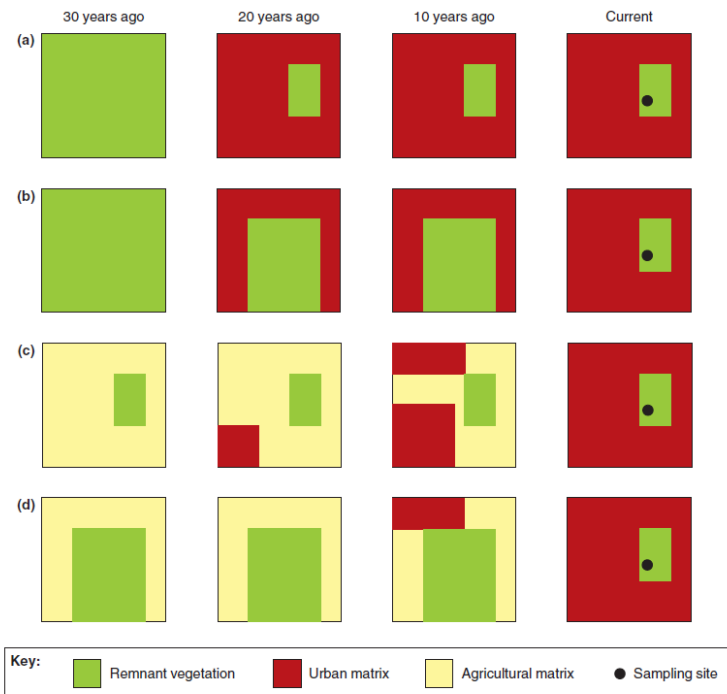 30 years ago 20 years ago 10 years ago Current
(a)
(b)
(c)
(d)
Key:
Remnant vegetation Urban matrix Agricultural matrix Sampling site